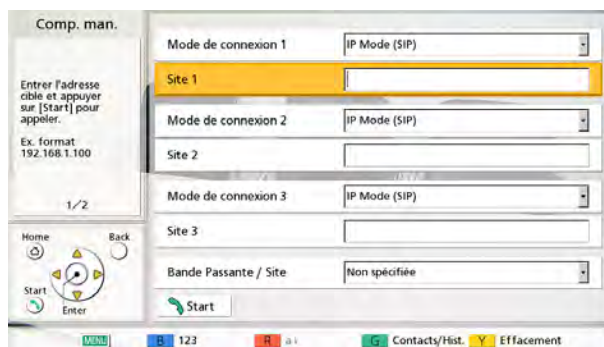 Comp. man.
Entrer l'adresse
cible et appuyer
sur [Start] pour
appeler.
Ex. format
192.168.1.100
1/2
Home
Back
Start
Enter
Mode de connexion 1
IP Mode (SIP)
Site 1
Mode de connexion 2
IP Mode (SIP)
Site 2
Mode de connexion 3
IP Mode (SIP)
Site 3
Bande Passante / Site
Non spécifiée
Start
MENU
B 123
R
G Contacts/Hist.
Y Effacement